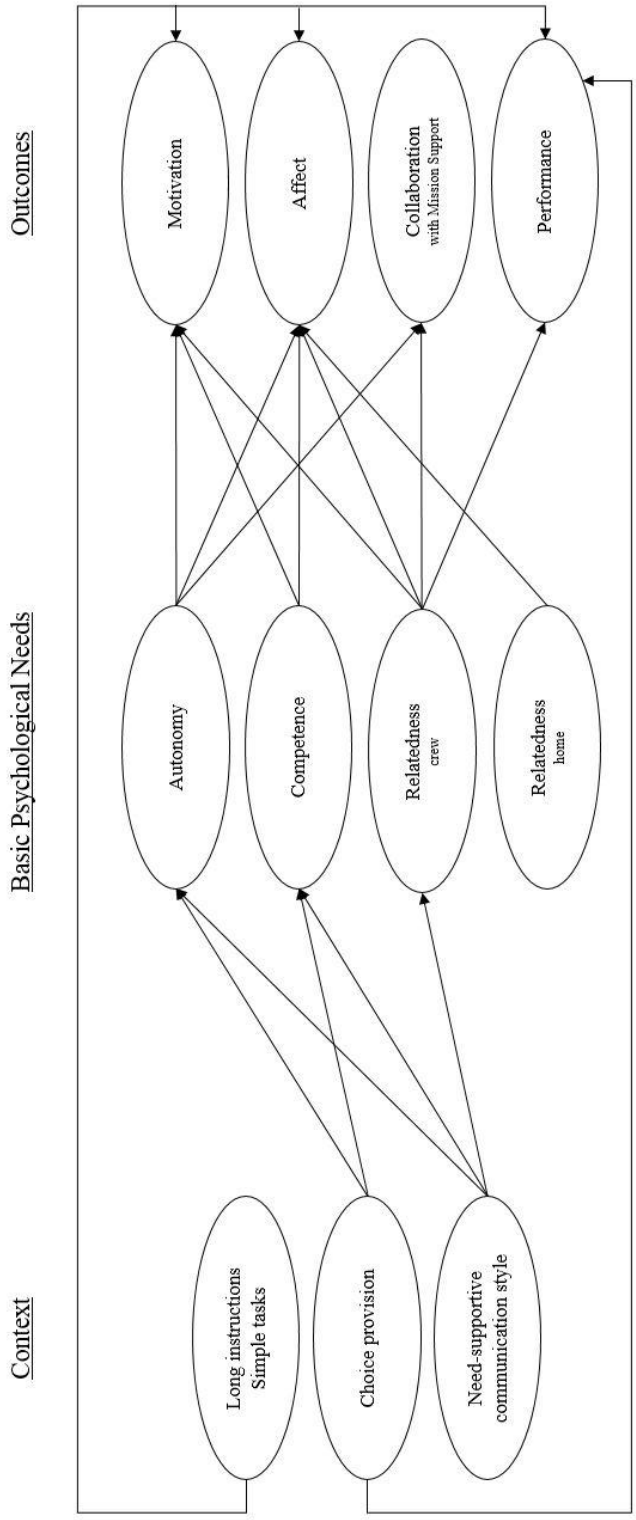 Context
Basic Psychological Needs
Outcomes
Long instructions
Simple tasks
Choice provision
Need-supportive
communication style
Autonomy
Competence
Relatedness
crew
Relatedness
home
Motivation
Affect
Collaboration
with Mission Support
Performance